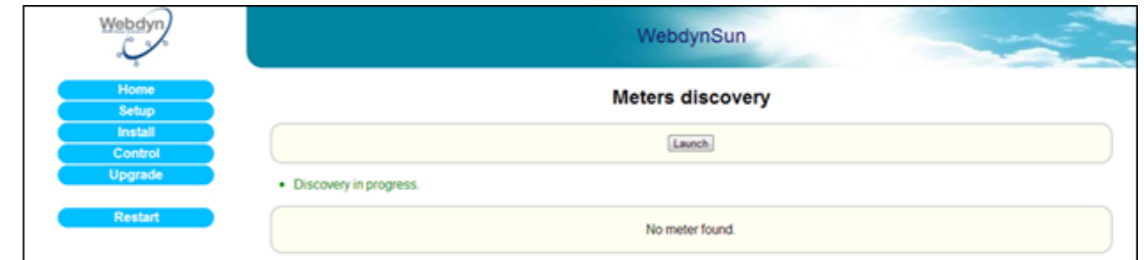 Webdyn
WebdynSun
Home
Setup
Install
Control
Upgrade
Restart
Meters discovery
Launch
Discovery in progress.
No meter found.